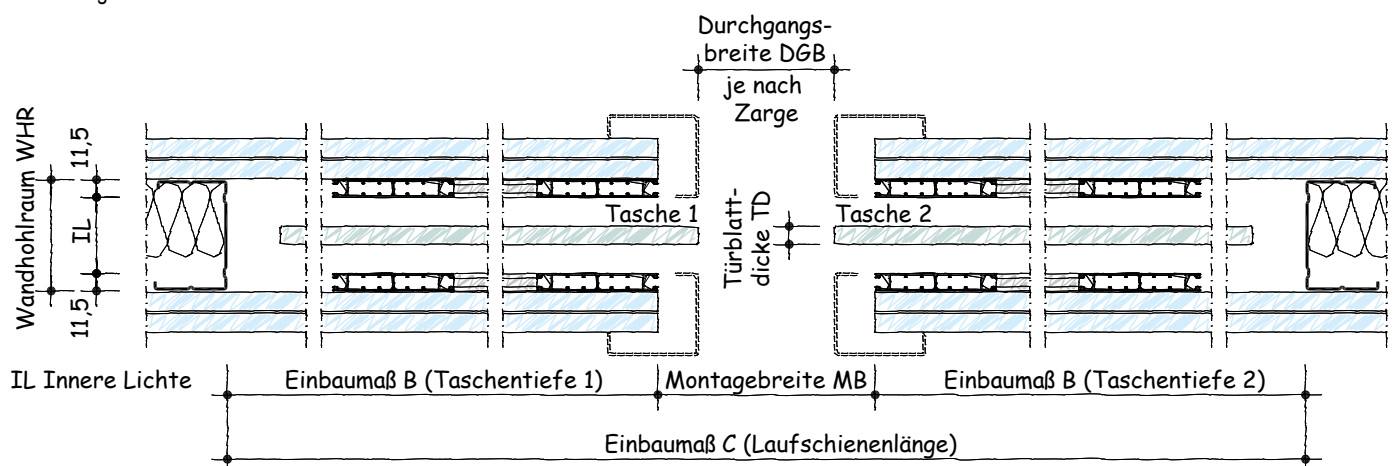 Durchgangs-
breite DGB
je nach
Zarge
Wandhohlraum WHR
11,5
IL
11,5
Tasche 1
Türblatt-
dicke TD
Tasche 2
IL Innere Lichte
Einbaumaß B (Taschentiefe 1)
Montagebreite MB
Einbaumaß B (Taschentiefe 2)
Einbaumaß C (Laufschienenlänge)